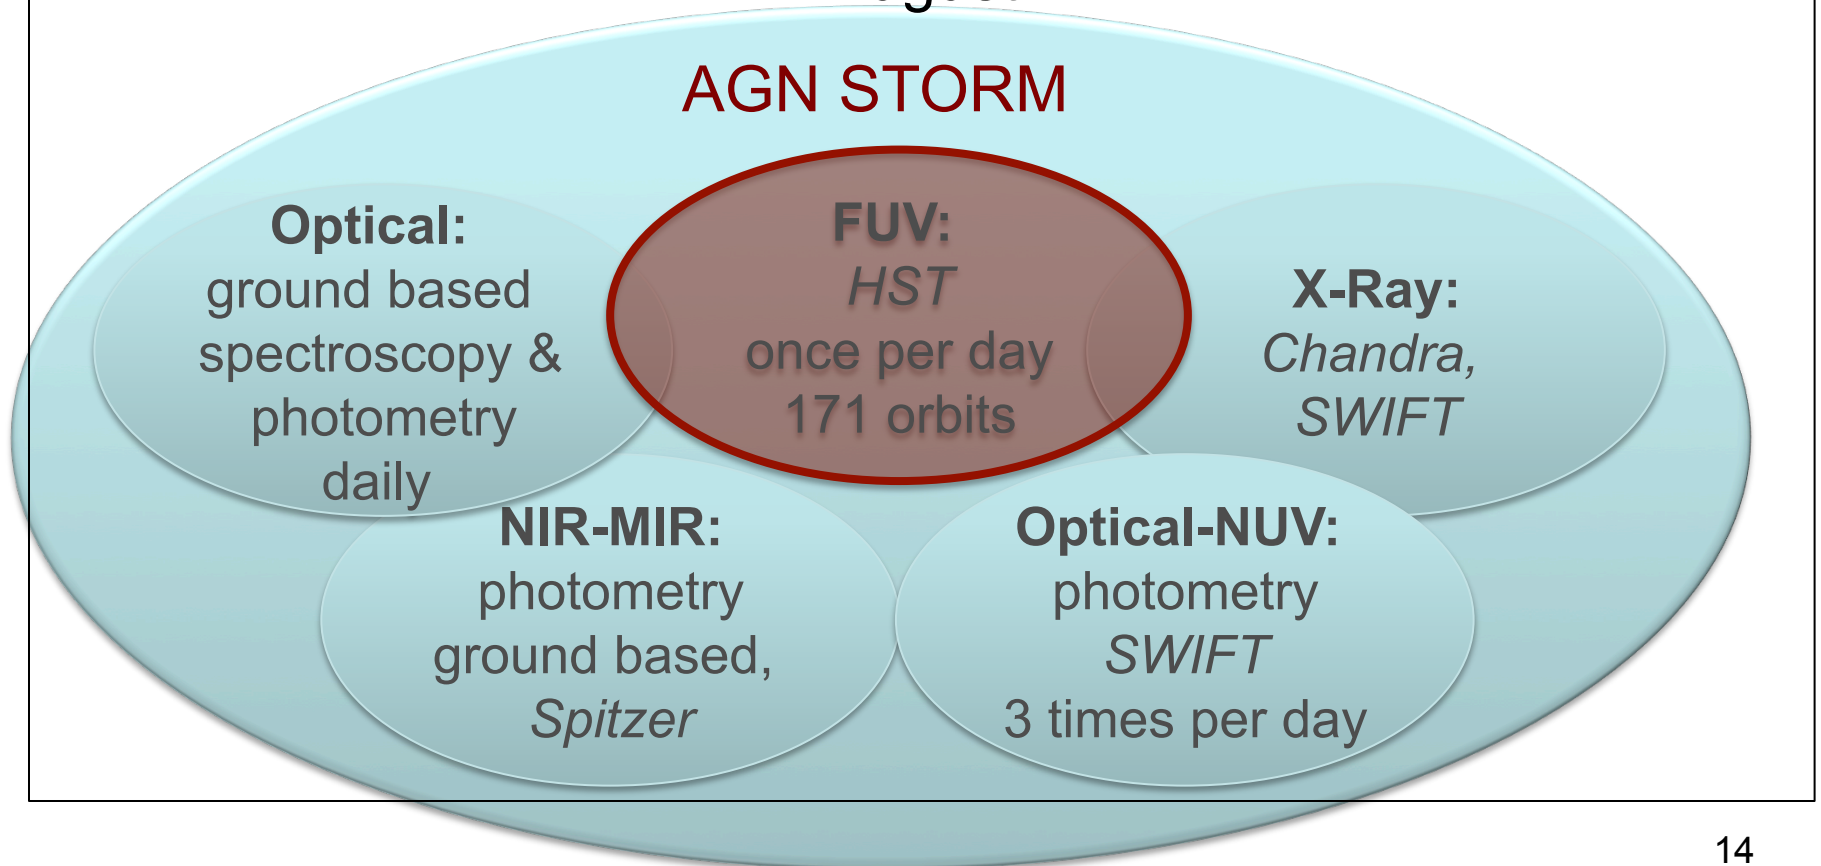 AGN STORM
Optical:
ground based
spectroscopy &
photometry
daily
FUV:
HST
once per day
171 orbits
X-Ray:
Chandra,
SWIFT
NIR-MIR:
photometry
ground based,
Spitzer
Optical-NUV:
photometry
SWIFT
3 times per day
14